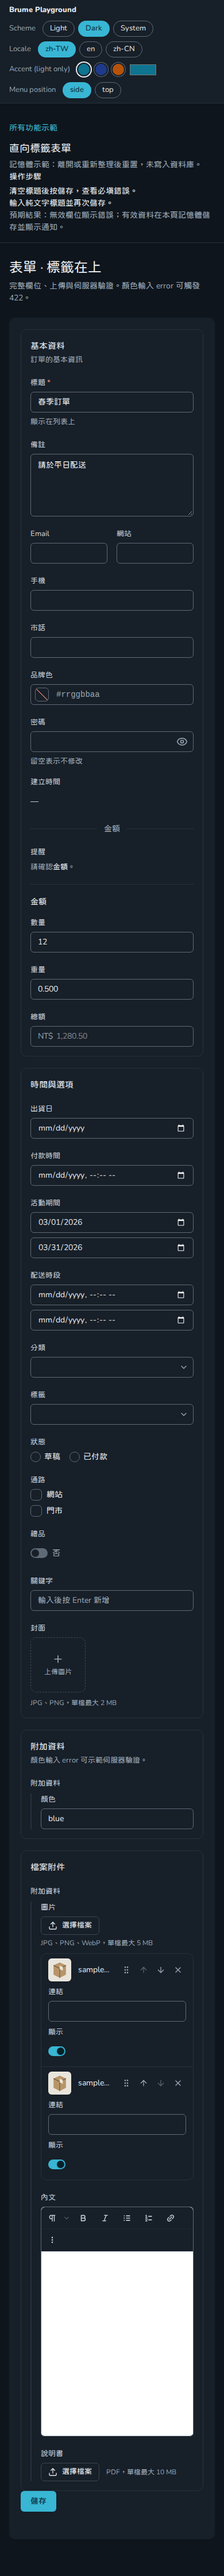 Brume Playground
Scheme Light Dark System
Locale zh-TW en zh-CN
Accent (light only)
Menu position side top
所有功能示範
直向標籤表單
記憶體示範：離開或重新整理後重置，未寫入資料庫。
操作步驟
清空標題後按儲存，查看必填錯誤。
輸入純文字標題並再次儲存。
預期結果：無效欄位顯示錯誤；有效資料在本頁記憶體儲
存並顯示通知。
表單 · 標籤在上
完整欄位、上傳與伺服器驗證。顏色輸入 error 可觸發
422。
基本資料
訂單的基本資訊
標題 *
春季訂單
顯示在列表上
備註
請於平日配送
Email 網站
手機
市話
品牌色
#rrggbbaa
密碼
留空表示不修改
建立時間
—
金額
提醒
請確認金額。
金額
數量
12
重量
0.500
總額
NT$ 1,280.50
時間與選項
出貨日
mm/dd/yyyy
付款時間
mm/dd/yyyy, --:-- --
活動期間
03/01/2026
03/31/2026
配送時段
mm/dd/yyyy, --:-- --
mm/dd/yyyy, --:-- --
分類
標籤
狀態
草稿 已付款
通路
網站
門市
禮品
否
關鍵字
輸入後按 Enter 新增
封面
上傳圖片
JPG、PNG，單檔最大 2 MB
附加資料
顏色輸入 error 可示範伺服器驗證。
附加資料
顏色
blue
檔案附件
附加資料
圖片
選擇檔案
JPG、PNG、WebP，單檔最大 5 MB
sample...
連結
顯示
sample...
連結
顯示
內文
說明書
選擇檔案 PDF，單檔最大 10 MB
儲存